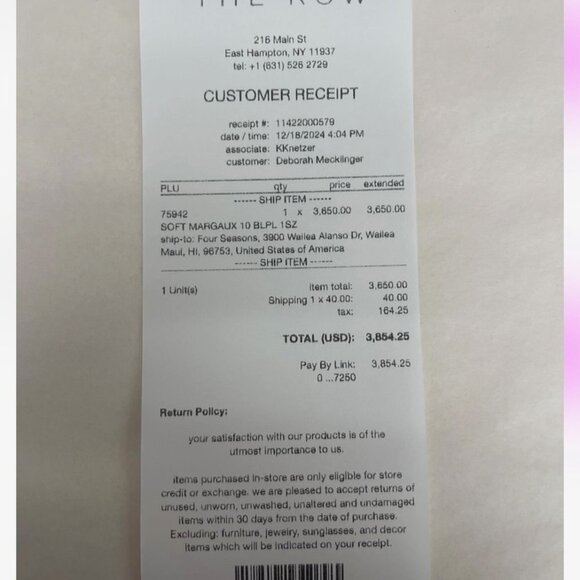 THE ROW
216 Main St
East Hampton, NY 11937
tel: +1 (631) 526 2729
CUSTOMER RECEIPT
receipt #: 11422000579
date / time: 12/18/2024 4:04 PM
associate: KKnetzer
customer: Deborah Mecklinger
PLU qty price extended
------ SHIP ITEM ------
75942 1 x 3,650.00 3,650.00
SOFT MARGAUX 10 BLPL 1SZ
ship-to: Four Seasons, 3900 Wailea Alanso Dr, Wailea
Maui, HI, 96753, United States of America
------ SHIP ITEM ------
1 Unit(s) item total: 3,650.00
Shipping 1 x 40.00: 40.00
tax: 164.25
TOTAL (USD): 3,854.25
Pay By Link: 3,854.25
0 ...7250
Return Policy:
your satisfaction with our products is of the
utmost importance to us.
items purchased in-store are only eligible for store
credit or exchange. we are pleased to accept returns of
unused, unworn, unwashed, unaltered and undamaged
items within 30 days from the date of purchase.
Excluding: furniture, jewelry, sunglasses, and decor
items which will be indicated on your receipt.